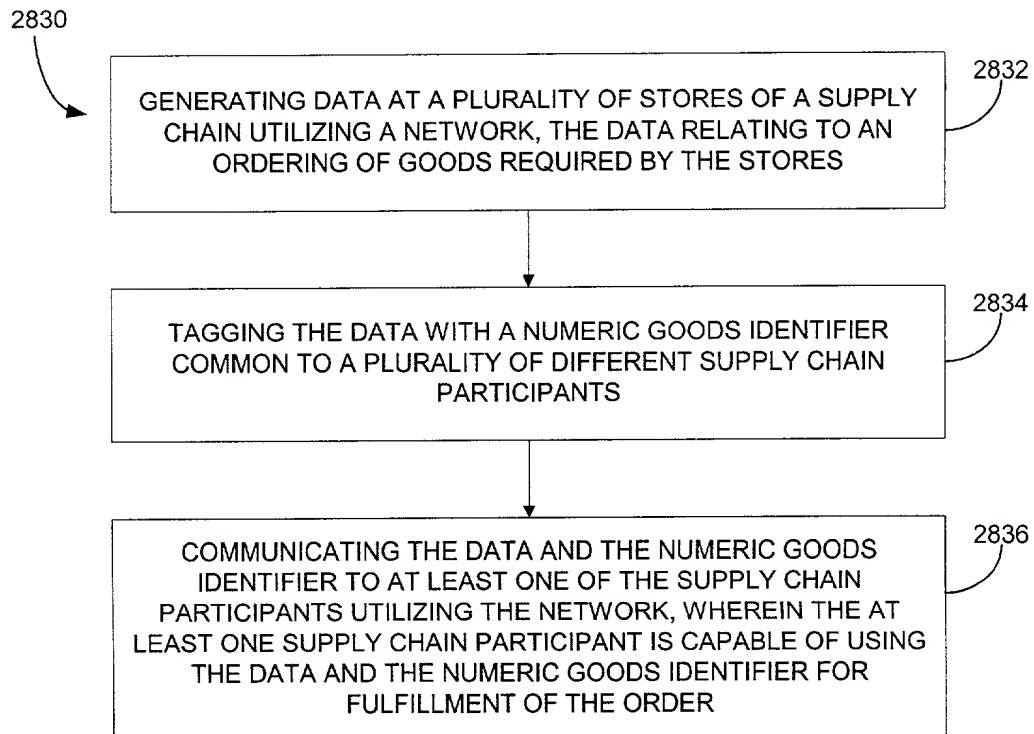 2830
2832
GENERATING DATA AT A PLURALITY OF STORES OF A SUPPLY
CHAIN UTILIZING A NETWORK, THE DATA RELATING TO AN
ORDERING OF GOODS REQUIRED BY THE STORES
2834
TAGGING THE DATA WITH A NUMERIC GOODS IDENTIFIER
COMMON TO A PLURALITY OF DIFFERENT SUPPLY CHAIN
PARTICIPANTS
2836
COMMUNICATING THE DATA AND THE NUMERIC GOODS
IDENTIFIER TO AT LEAST ONE OF THE SUPPLY CHAIN
PARTICIPANTS UTILIZING THE NETWORK, WHEREIN THE AT
LEAST ONE SUPPLY CHAIN PARTICIPANT IS CAPABLE OF USING
THE DATA AND THE NUMERIC GOODS IDENTIFIER FOR
FULFILLMENT OF THE ORDER